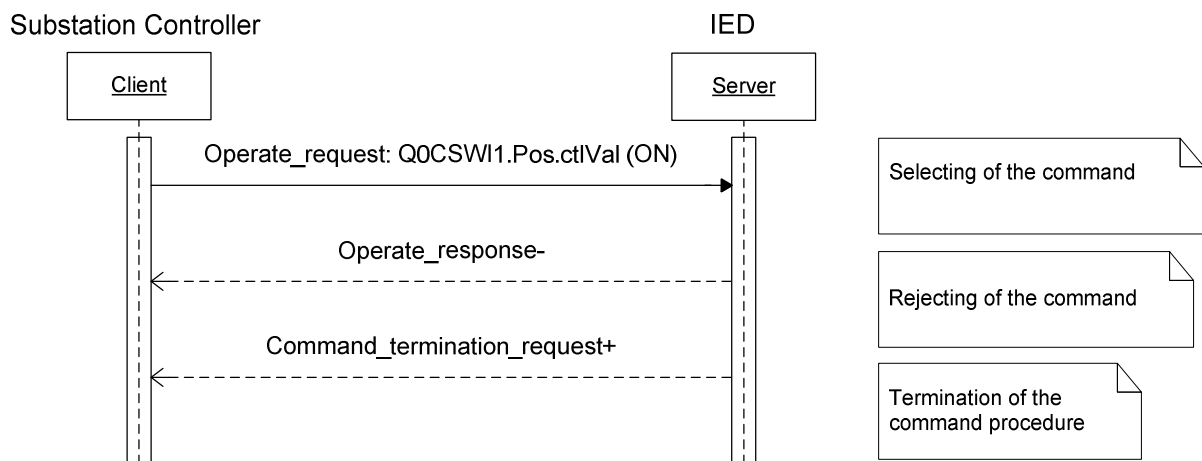 Substation Controller
IED
Client
Server
Operate_request: Q0CSWI1.Pos.ctlVal (ON)
Selecting of the command
Operate_response-
Rejecting of the command
Command_termination_request+
Termination of the
command procedure